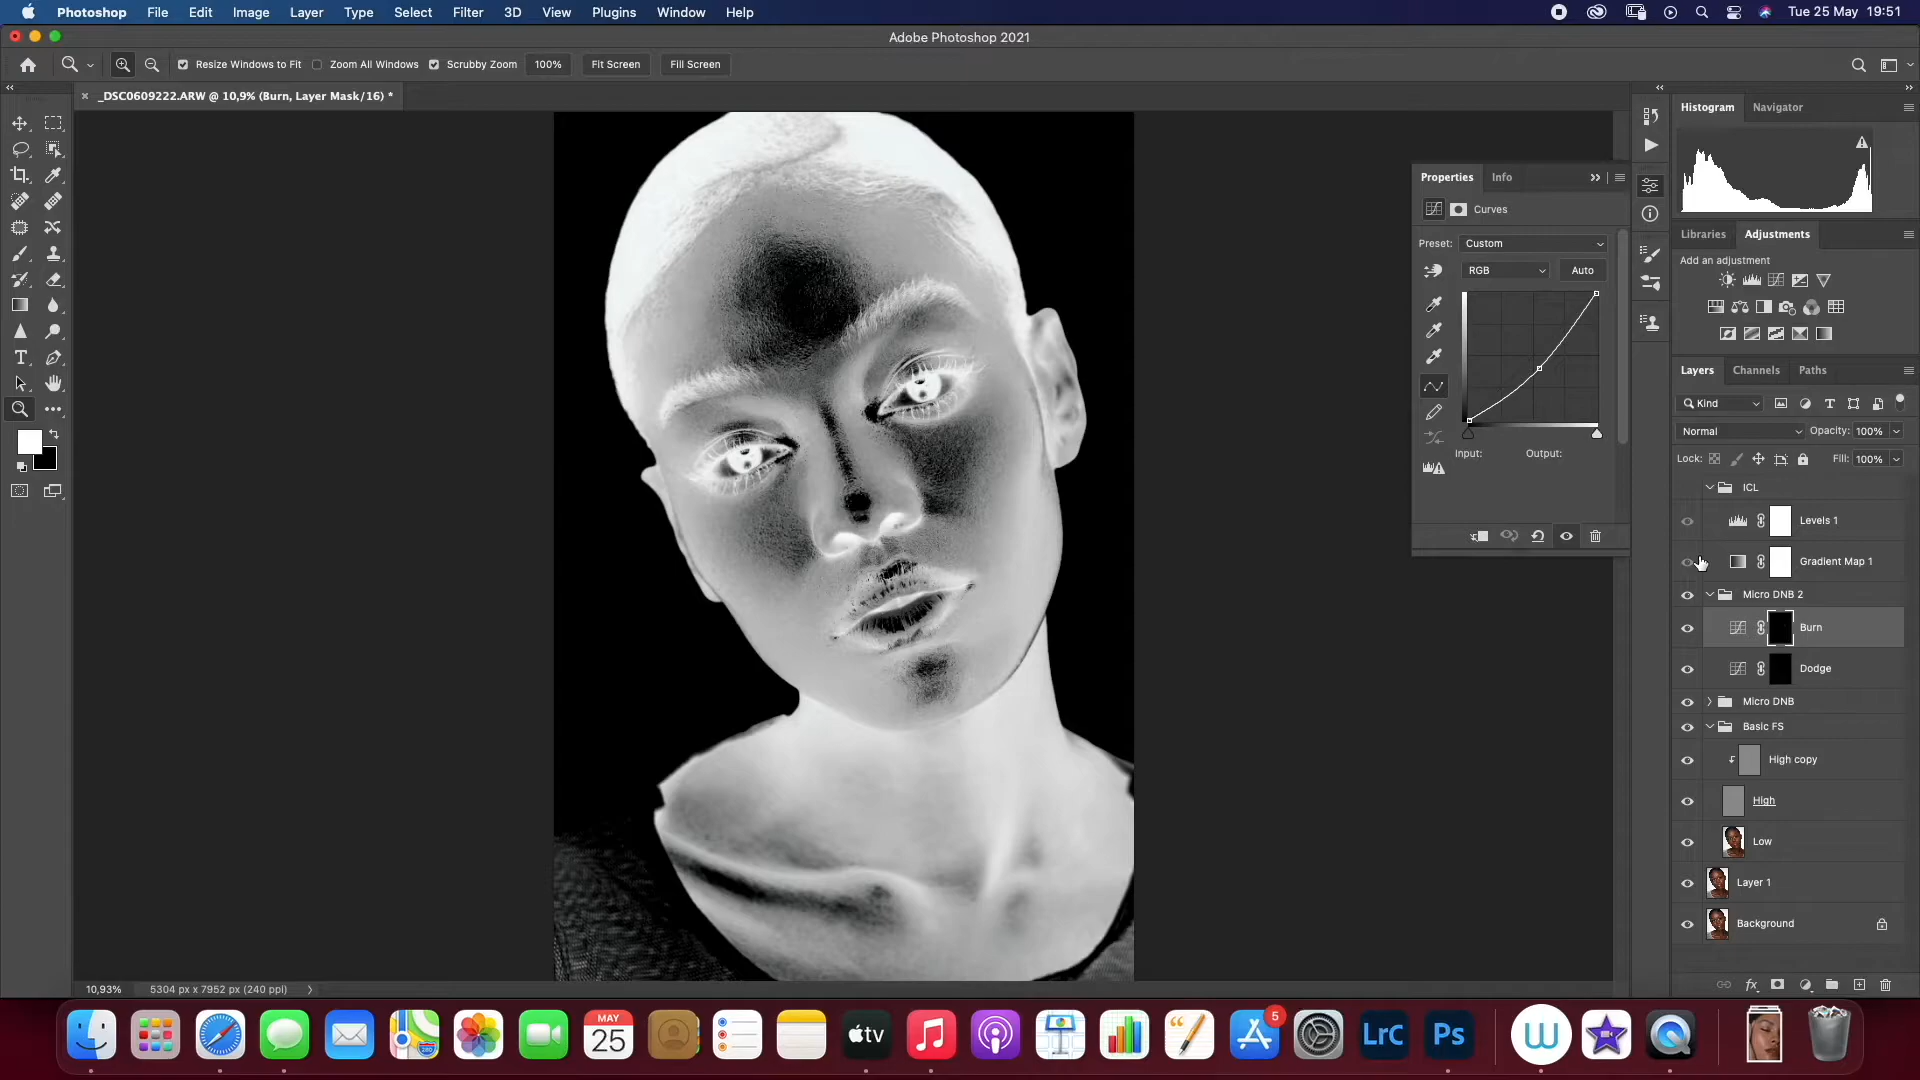 Photoshop File Edit Image Layer Type Select Filter 3D View Plugins Window Help Tue 25 May 19:51
Adobe Photoshop 2021
Resize Windows to Fit Zoom All Windows Scrubby Zoom 100% Fit Screen Fill Screen
_DSC0609222.ARW @ 10,9% (Burn, Layer Mask/16) *
Histogram Navigator
Properties Info
Curves
Preset: Custom
RGB Auto
Input: Output:
Libraries Adjustments
Add an adjustment
Layers Channels Paths
Kind
Normal Opacity: 100%
Lock: Fill: 100%
ICL
Levels 1
Gradient Map 1
Micro DNB 2
Burn
Dodge
Micro DNB
Basic FS
High copy
High
Low
Layer 1
Background
fx
10,93% 5304 px x 7952 px (240 ppi)
MAY
25
280
tv
5
LrC
Ps
W